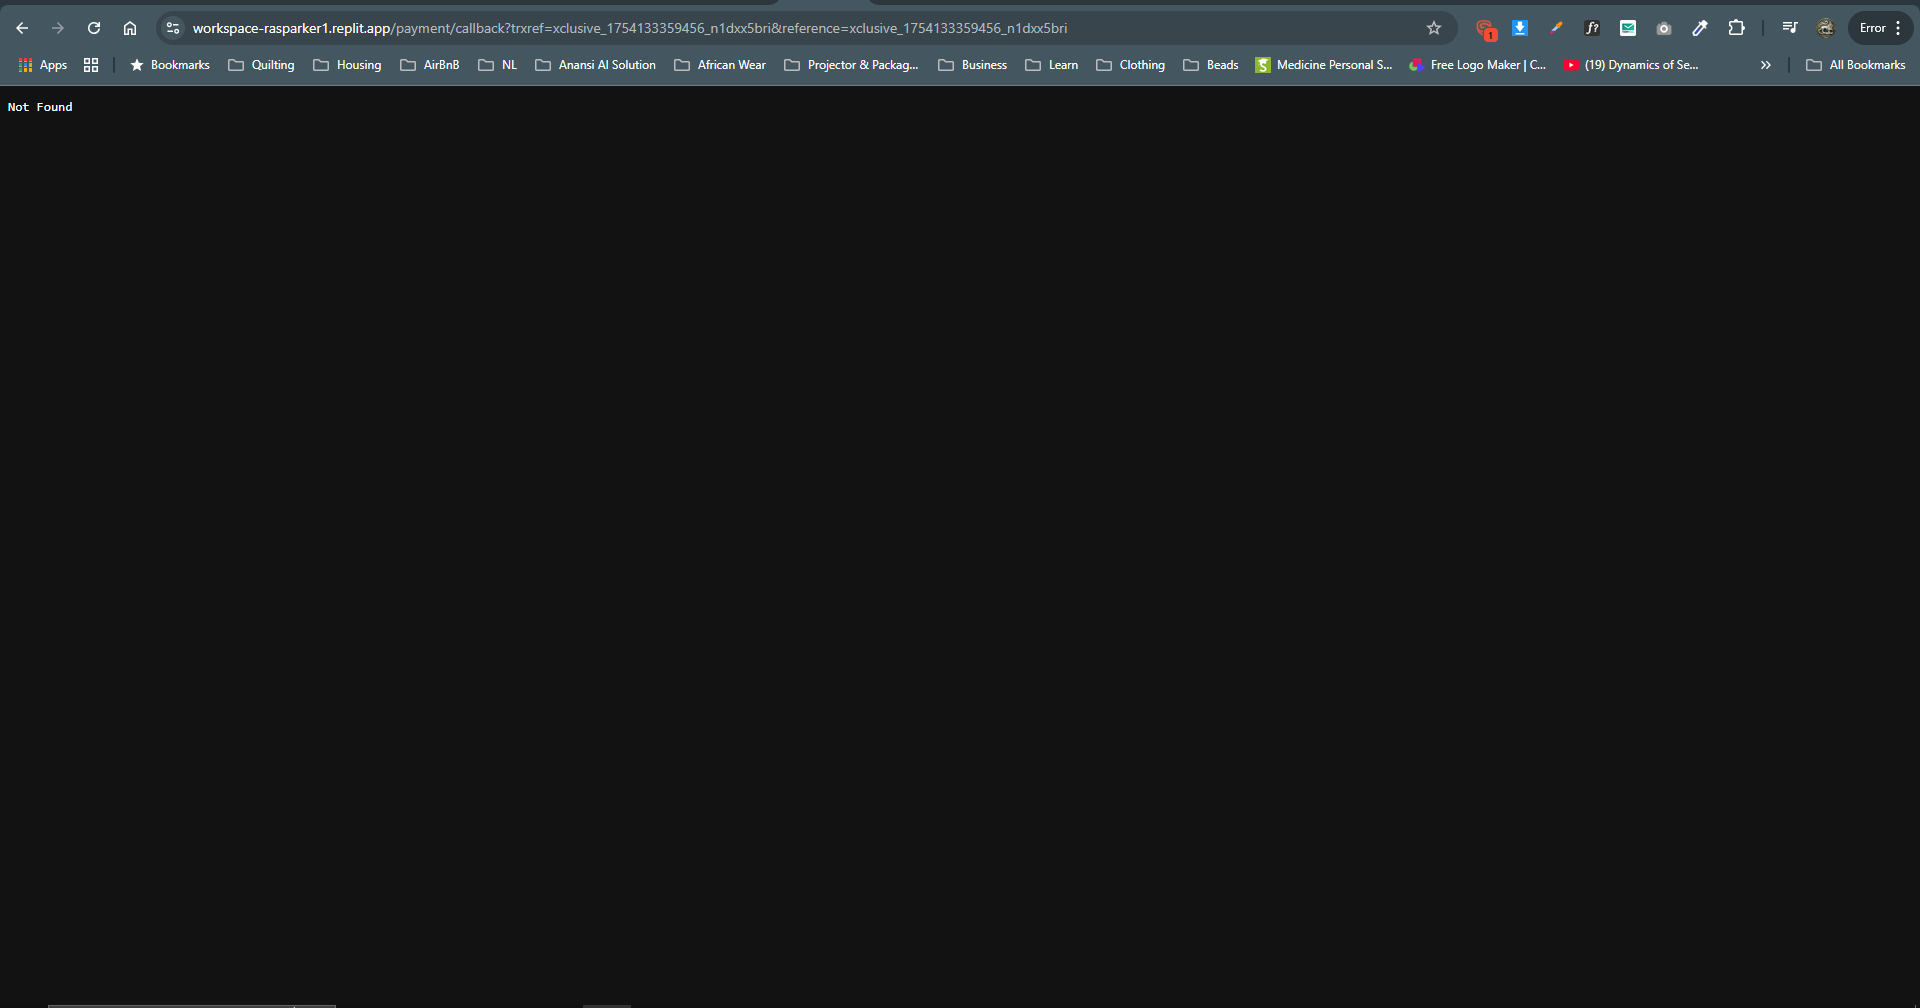 workspace-rasparker1.replit.app/payment/callback?trxref=xclusive_1754133359456_n1dxx5bri&reference=xclusive_1754133359456_n1dxx5bri
f?
1
Error
Apps
Bookmarks
Quilting
Housing
AirBnB
NL
Anansi AI Solution
African Wear
Projector & Packag...
Business
Learn
Clothing
Beads
Medicine Personal S...
Free Logo Maker | C...
(19) Dynamics of Se...
All Bookmarks
Not Found